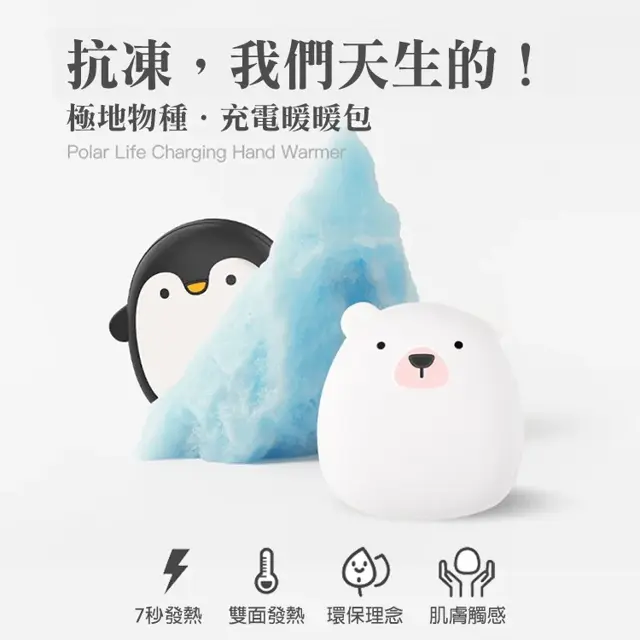 抗凍，我們天生的！
極地物種．充電暖暖包
Polar Life Charging Hand Warmer
7秒發熱 雙面發熱 環保理念 肌膚觸感